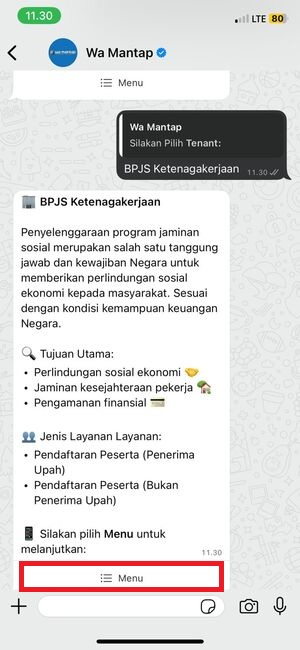 11.30
LTE 80
Wa Mantap
Menu
Wa Mantap
Silakan Pilih Tenant:
BPJS Ketenagakerjaan 11.30
BPJS Ketenagakerjaan
Penyelenggaraan program jaminan
sosial merupakan salah satu tanggung
jawab dan kewajiban Negara untuk
memberikan perlindungan sosial
ekonomi kepada masyarakat. Sesuai
dengan kondisi kemampuan keuangan
Negara.
Tujuan Utama:
• Perlindungan sosial ekonomi
• Jaminan kesejahteraan pekerja
• Pengamanan finansial
Jenis Layanan Layanan:
• Pendaftaran Peserta (Penerima
Upah)
• Pendaftaran Peserta (Bukan
Penerima Upah)
Silakan pilih Menu untuk
melanjutkan: 11.30
Menu